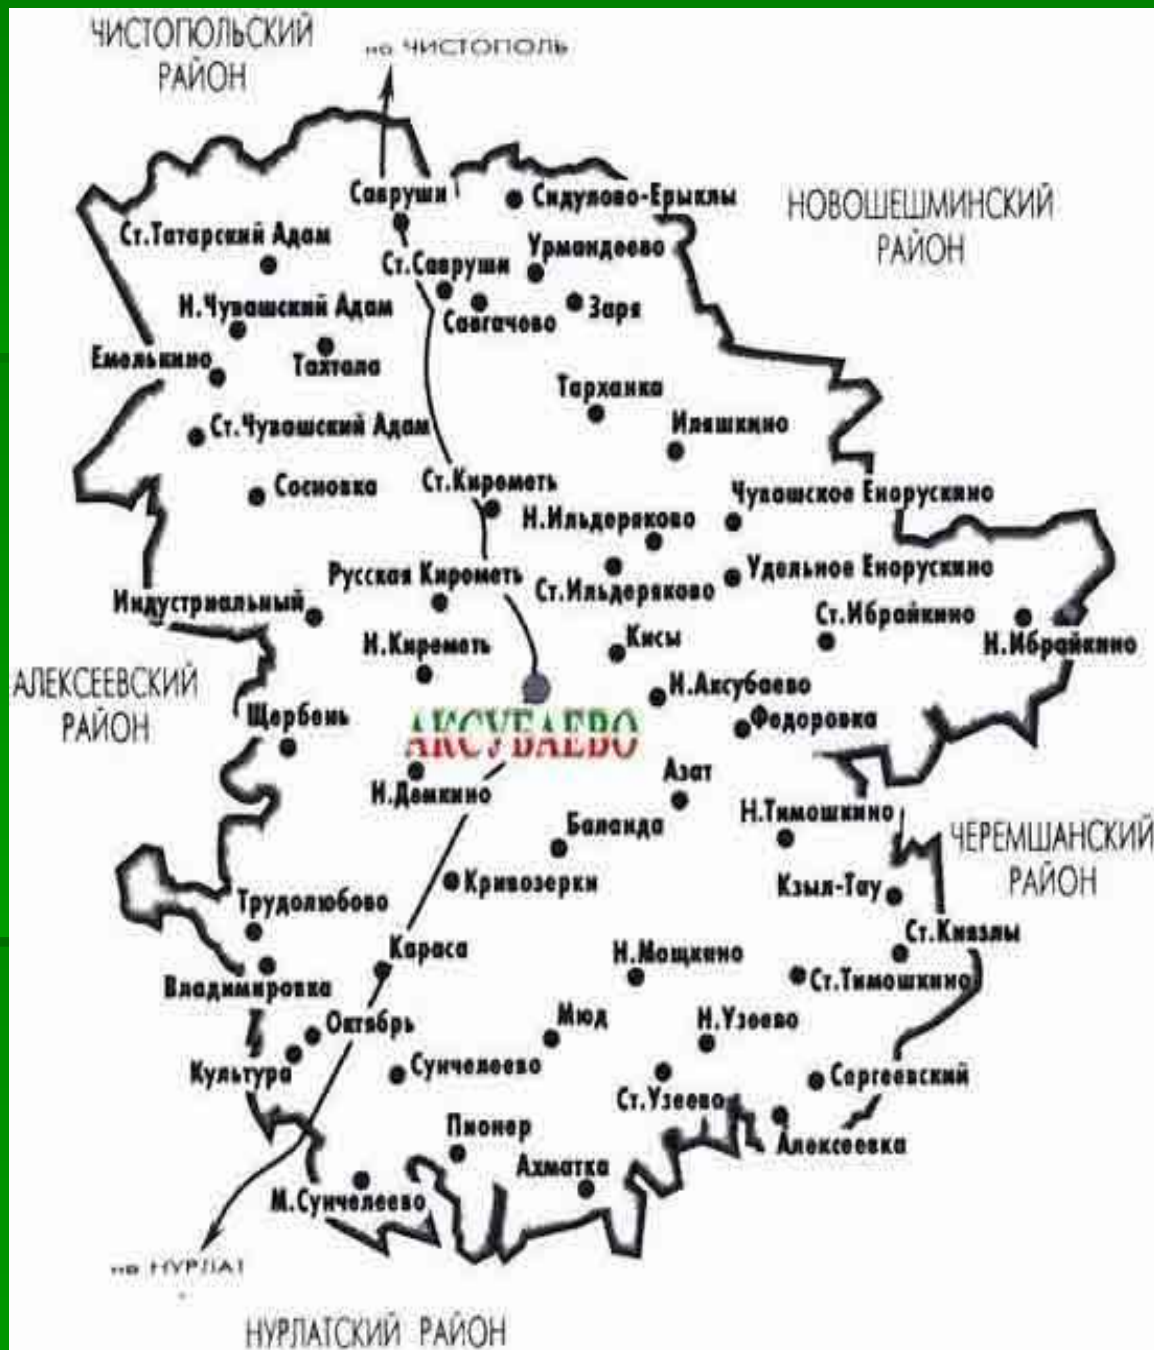 ЧИСТОПОЛЬСКИЙ
РАЙОН
на ЧИСТОПОЛЬ
Савруши
Сидулово-Ерыклы
НОВОШЕШМИНСКИЙ
РАЙОН
Ст.Татарский Адам
Урмандеево
Ст.Савруши
Н.Чувашский Адам
Савгачово
Заря
Емелькино
Тахтала
Тарханка
Ст.Чувашский Адам
Иляшкино
Сосновка
Ст.Киреметь
Чувашское Енорускино
Н.Ильдеряково
Русская Киреметь
Удельное Енорускино
Ст.Ильдеряково
Индустриальный
Ст.Ибрайкино
Кисы
Н.Ибрайкино
Н.Киреметь
АЛЕКСЕЕВСКИЙ
РАЙОН
Н.Аксубаево
Щербень
Федоровка
АКСУБАЕВО
Азат
Н.Демкино
Н.Тимошкино
Баланда
ЧЕРЕМШАНСКИЙ
РАЙОН
Кривозерки
Кзыл-Тау
Трудолюбово
Ст.Князлы
Караса
Н.Мощкено
Ст.Тимошкино
Владимировка
Мюд
Н.Узеево
Октябрь
Культура
Сунчелеево
Сергеевский
Ст.Узеево
Пионер
Алексеевка
Ахматка
М.Сунчелеево
на НУРЛАТ
НУРЛАТСКИЙ РАЙОН